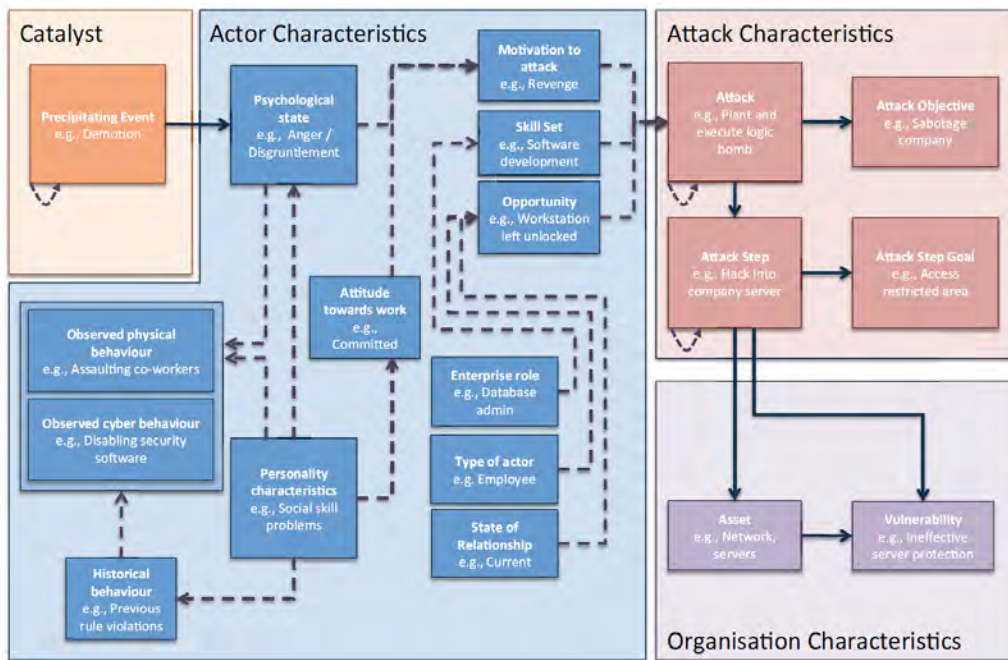 Catalyst
Precipitating Event
e.g., Demotion
Actor Characteristics
Psychological
state
e.g., Anger /
Disgruntlement
Motivation to
attack
e.g., Revenge
Skill Set
e.g., Software
development
Opportunity
e.g., Workstation
left unlocked
Attitude
towards work
e.g.,
Committed
Observed physical
behaviour
e.g., Assaulting co-workers
Observed cyber behaviour
e.g., Disabling security
software
Personality
characteristics
e.g., Social skill
problems
Historical
behaviour
e.g., Previous
rule violations
Enterprise role
e.g., Database
admin
Type of actor
e.g. Employee
State of
Relationship
e.g., Current
Attack Characteristics
Attack
e.g., Plant and
execute logic
bomb
Attack Objective
e.g., Sabotage
company
Attack Step
e.g., Hack into
company server
Attack Step Goal
e.g., Access
restricted area
Asset
e.g., Network,
servers
Vulnerability
e.g., Ineffective
server protection
Organisation Characteristics